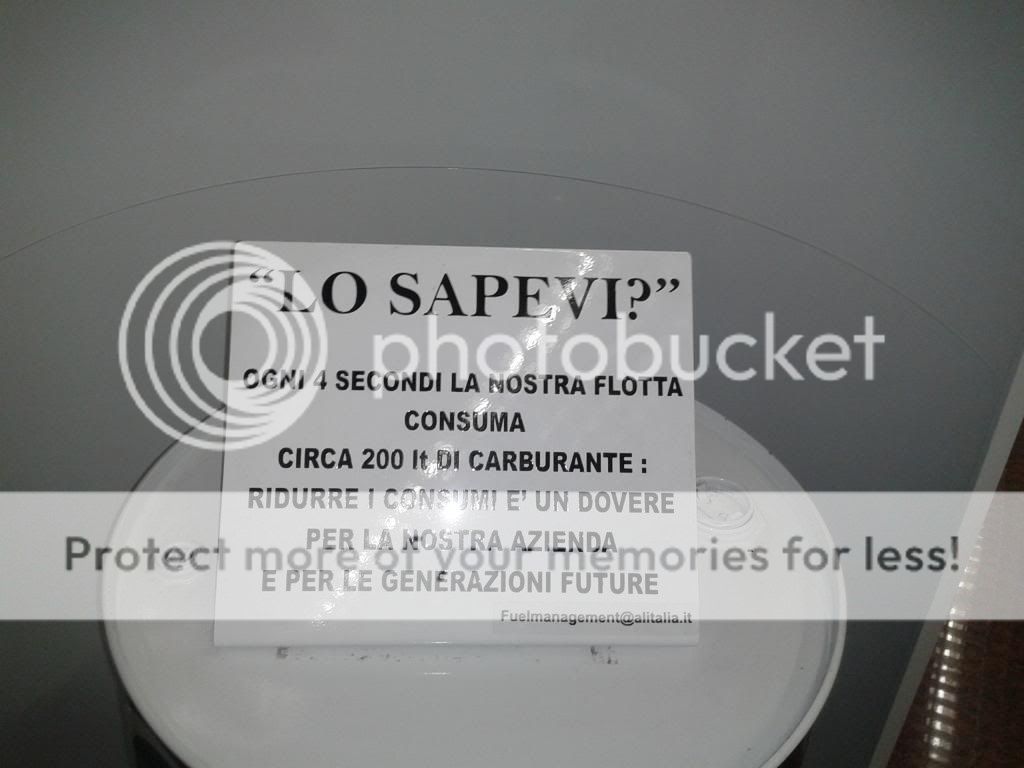 “LO SAPEVI?”
photobucket
OGNI 4 SECONDI LA NOSTRA FLOTTA
CONSUMA
CIRCA 200 lt DI CARBURANTE :
RIDURRE I CONSUMI E’ UN DOVERE
PER LA NOSTRA AZIENDA
Protect more of your memories for less!
E PER LE GENERAZIONI FUTURE
Fuelmanagement@alitalia.it